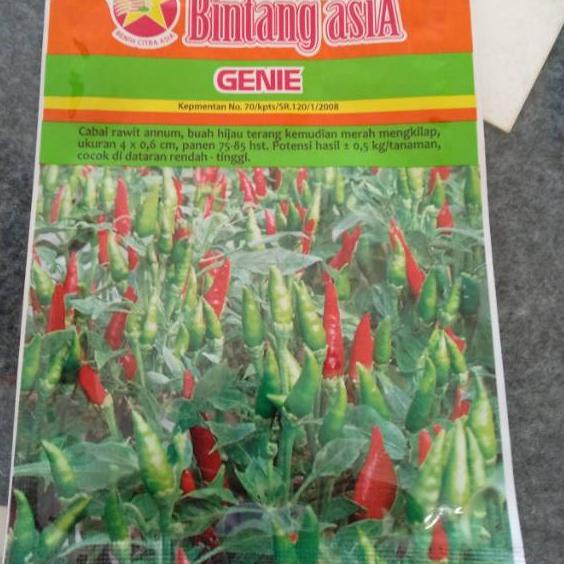 Bintang asiA
BENIH CITRA ASIA
GENIE
Kepmentan No. 70/kpts/SR.120/1/2008
Cabai rawit annum, buah hijau terang kemudian merah mengkilap,
ukuran 4 x 0,6 cm, panen 75-85 hst. Potensi hasil ± 0,5 kg/tanaman,
cocok di dataran rendah - tinggi.